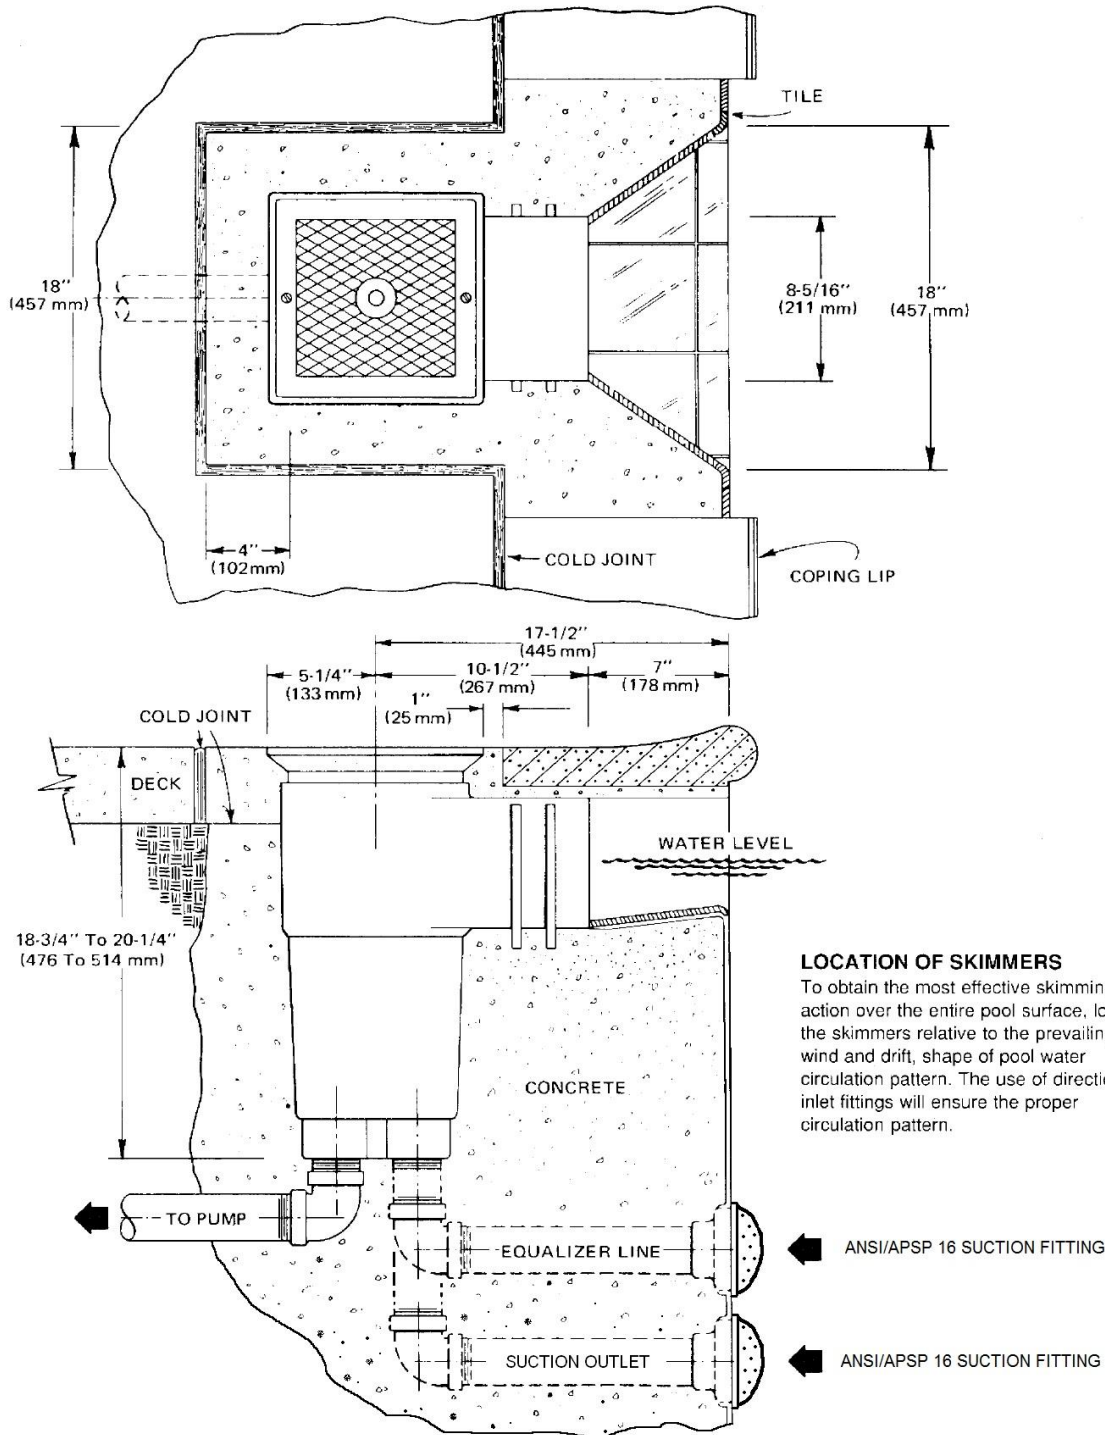 TILE
18''
(457 mm)
8-5/16''
(211 mm)
18''
(457 mm)
4''
(102mm)
COLD JOINT
COPING LIP
17-1/2''
(445 mm)
5-1/4''
(133 mm)
10-1/2''
(267 mm)
7''
(178 mm)
1''
(25 mm)
COLD JOINT
DECK
WATER LEVEL
18-3/4'' To 20-1/4''
(476 To 514 mm)
LOCATION OF SKIMMERS
To obtain the most effective skimmin
action over the entire pool surface, lo
the skimmers relative to the prevailin
wind and drift, shape of pool water
circulation pattern. The use of directi
inlet fittings will ensure the proper
circulation pattern.
CONCRETE
TO PUMP
EQUALIZER LINE
ANSI/APSP 16 SUCTION FITTING
SUCTION OUTLET
ANSI/APSP 16 SUCTION FITTING